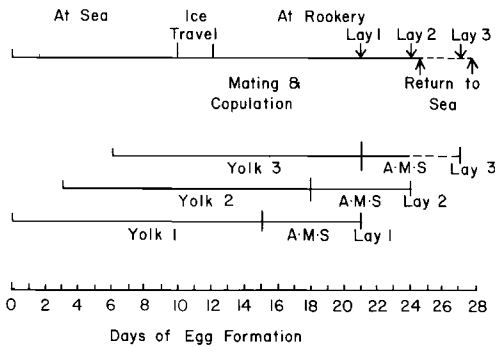 At Sea Ice Travel At Rookery
Lay 1 Lay 2 Lay 3
Mating & Copulation
Return to Sea
Yolk 3 A·M·S Lay 3
Yolk 2 A·M·S Lay 2
Yolk 1 A·M·S Lay 1
0 2 4 6 8 10 12 14 16 18 20 22 24 26 28
Days of Egg Formation